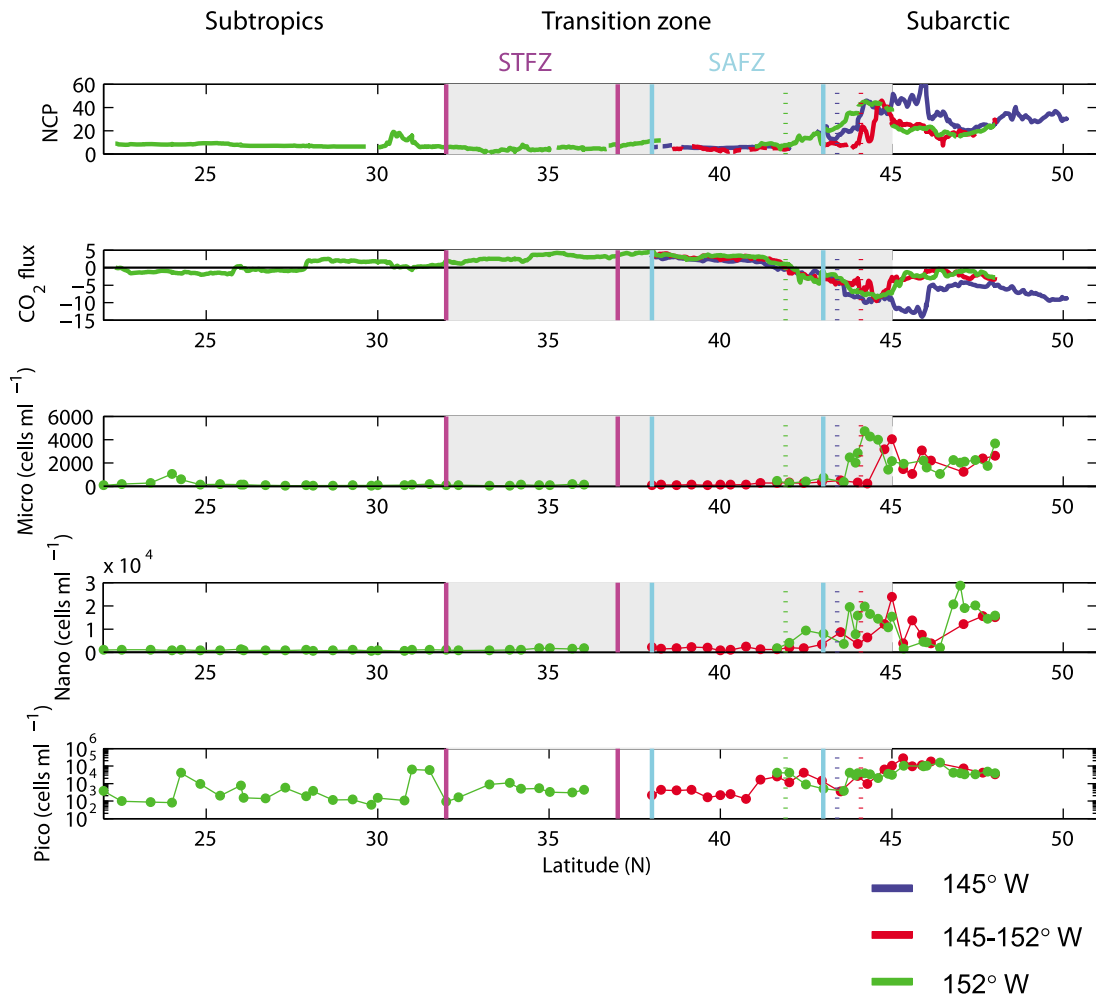 Subtropics Transition zone Subarctic
STFZ SAFZ
NCP
60
40
20
0
25 30 35 40 45 50
CO2 flux
5
0
−5
−10
−15
25 30 35 40 45 50
Micro (cells ml −1)
6000
4000
2000
0
25 30 35 40 45 50
x 10 4
Nano (cells ml −1)
3
2
1
0
25 30 35 40 45 50
Pico (cells ml −1)
10 6
10 5
10 4
10 3
10 2
25 30 35 40 45 50
Latitude (N)
145° W
145-152° W
152° W